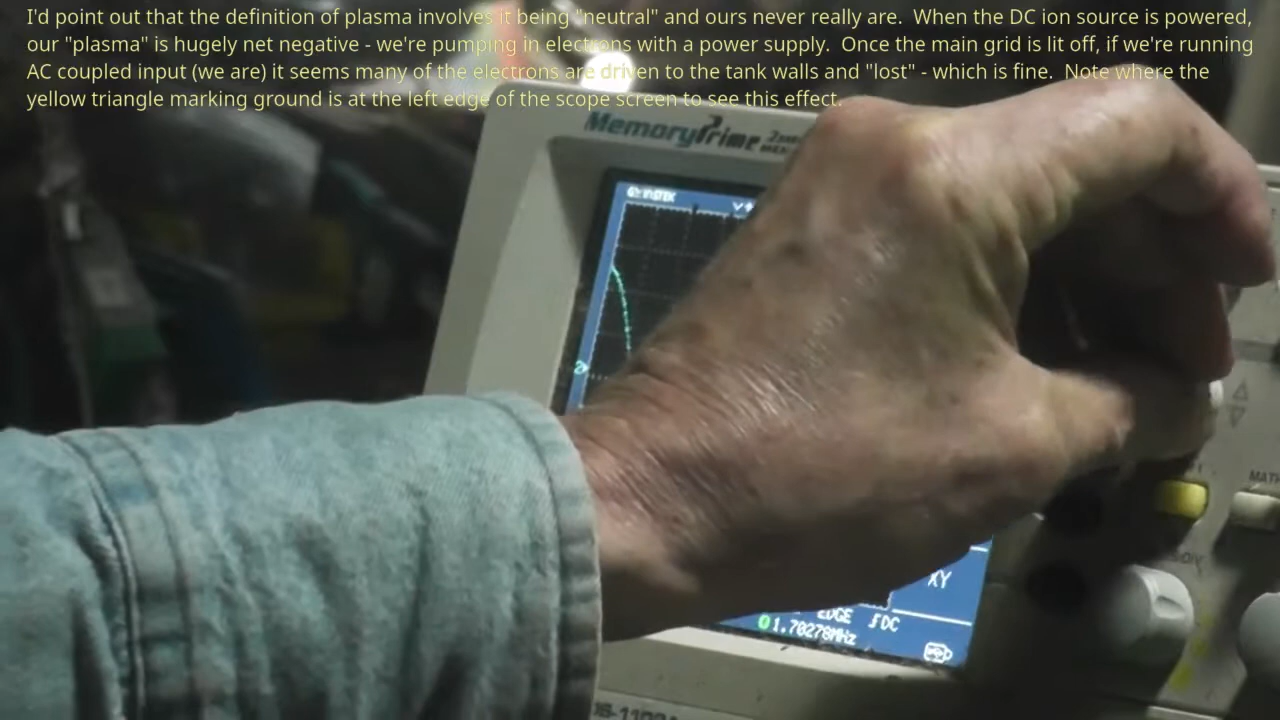 I'd point out that the definition of plasma involves it being "neutral" and ours never really are. When the DC ion source is powered,
our "plasma" is hugely net negative - we're pumping in electrons with a power supply. Once the main grid is lit off, if we're running
AC coupled input (we are) it seems many of the electrons are driven to the tank walls and "lost" - which is fine. Note where the
yellow triangle marking ground is at the left edge of the scope screen to see this effect.
MemoryPrime
GW INSTEK
2
MATH
XY
EDGE ʃDC
1.70278MHz